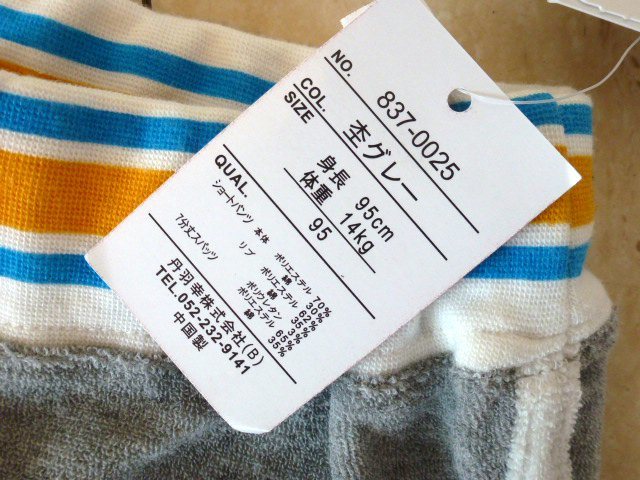 NO. 837-0025
COL. 杢グレー
SIZE
身長 95cm
体重 14kg
95
QUAL.
ショートパンツ 本体 ポリエステル 70%
綿 30%
リブ ポリエステル 62%
綿 35%
ポリウレタン 3%
7分丈スパッツ ポリエステル 65%
綿 35%
丹羽幸株式会社(B)
TEL.052-232-9141
中国製